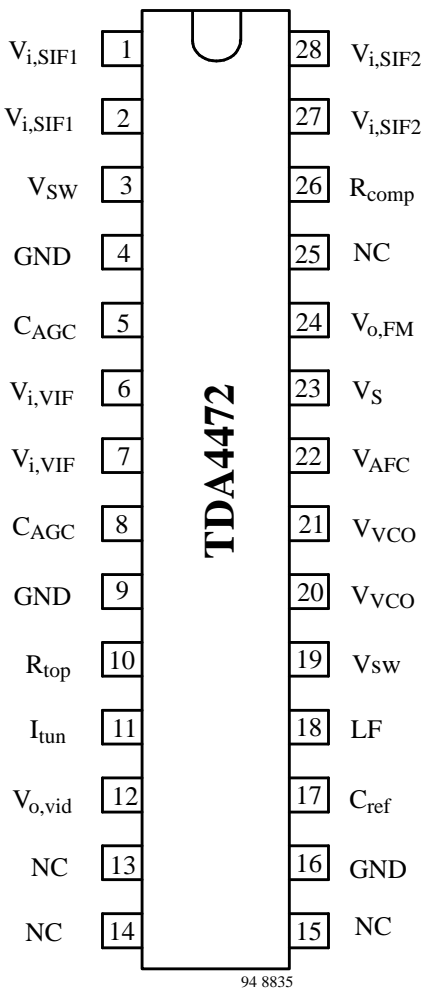 V_i,SIF1 1 28 V_i,SIF2
V_i,SIF1 2 27 V_i,SIF2
V_SW 3 26 R_comp
GND 4 25 NC
C_AGC 5 24 V_o,FM
V_i,VIF 6 23 V_S
V_i,VIF 7 22 V_AFC
C_AGC 8 21 V_VCO
GND 9 20 V_VCO
R_top 10 19 V_SW
I_tun 11 18 LF
V_o,vid 12 17 C_ref
NC 13 16 GND
NC 14 15 NC
TDA4472
94 8835